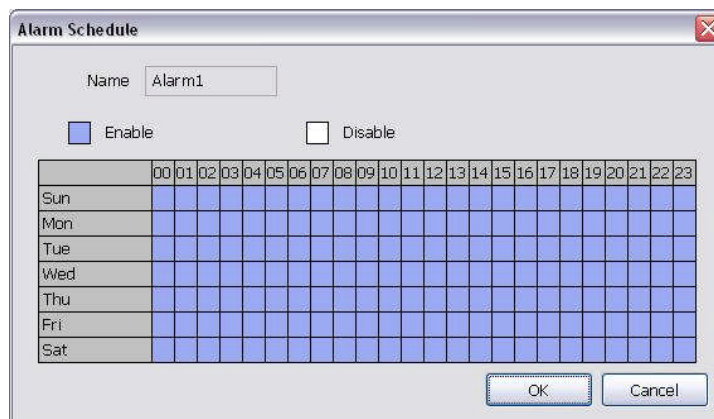 Alarm Schedule
Name Alarm1
Enable Disable
00 01 02 03 04 05 06 07 08 09 10 11 12 13 14 15 16 17 18 19 20 21 22 23
Sun
Mon
Tue
Wed
Thu
Fri
Sat
OK Cancel